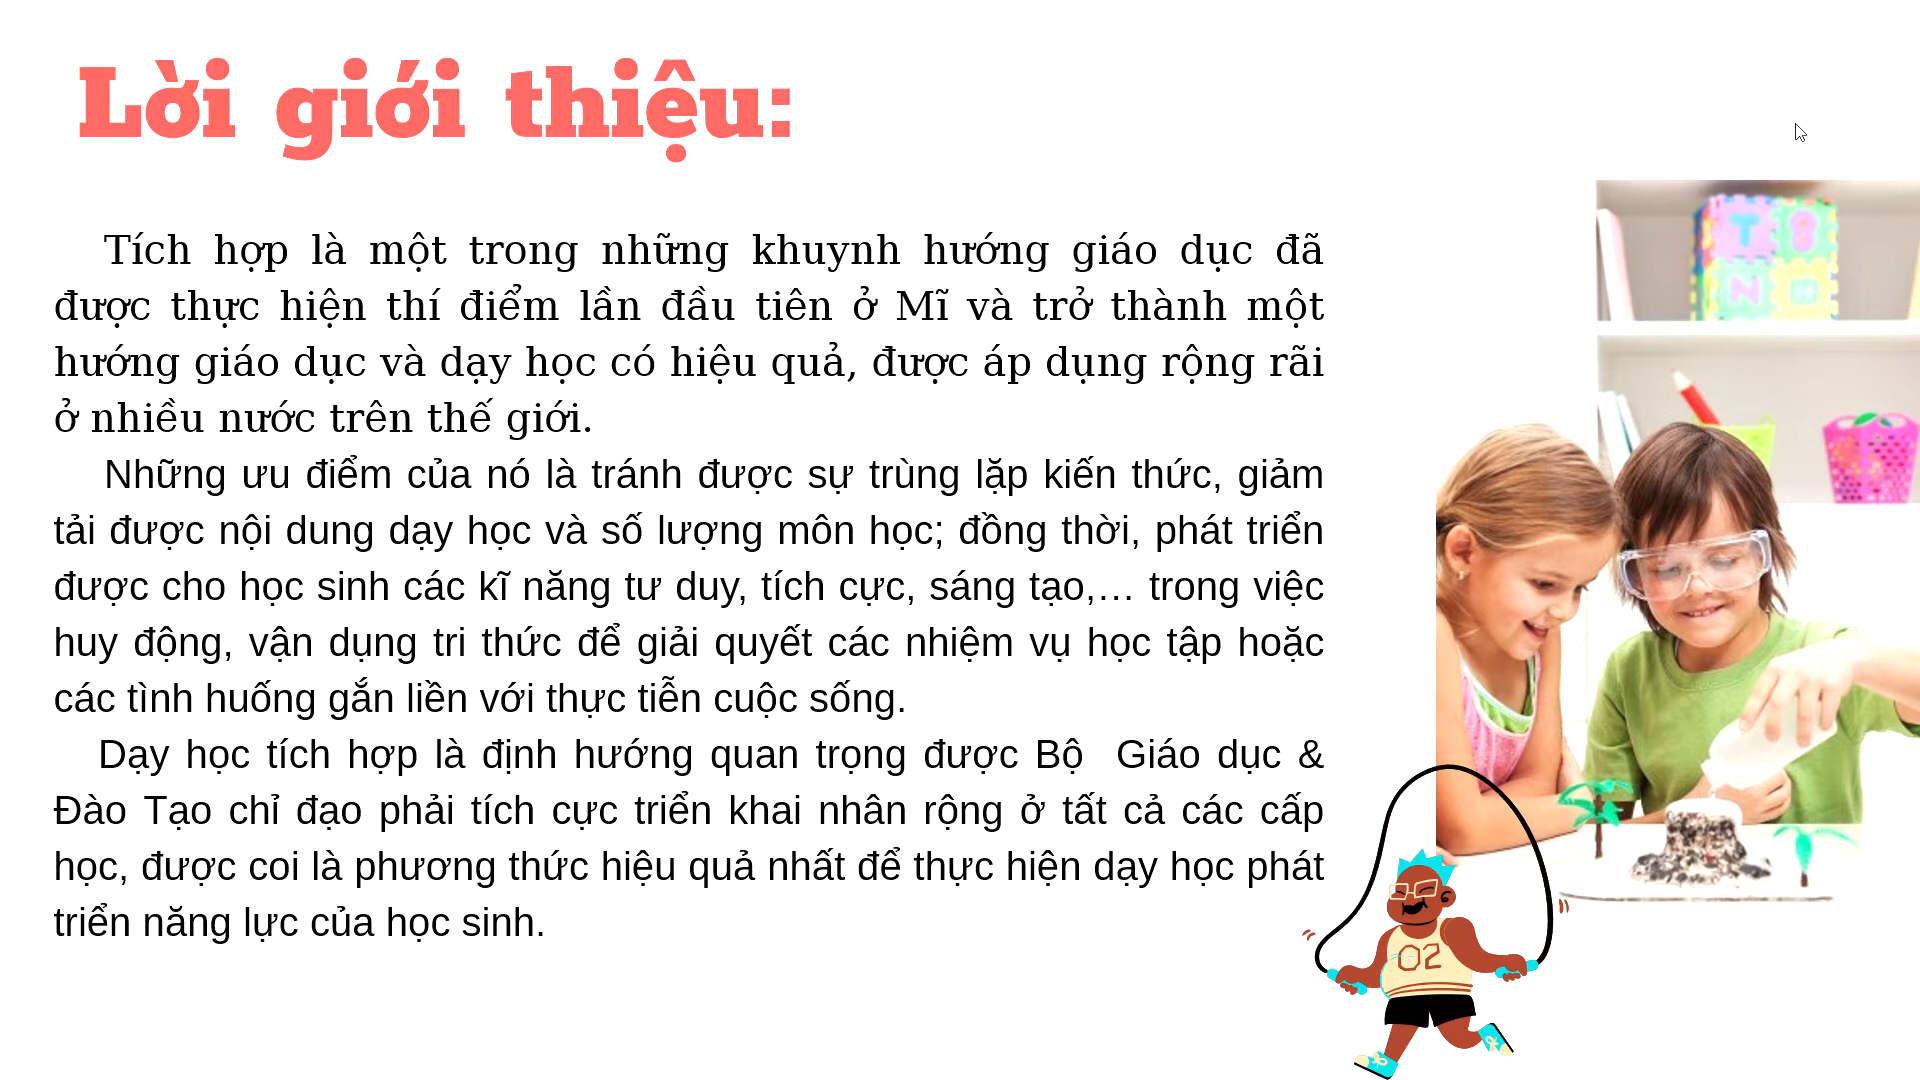 Lời giới thiệu:
Tích hợp là một trong những khuynh hướng giáo dục đã
được thực hiện thí điểm lần đầu tiên ở Mĩ và trở thành một
hướng giáo dục và dạy học có hiệu quả, được áp dụng rộng rãi
ở nhiều nước trên thế giới.
Những ưu điểm của nó là tránh được sự trùng lặp kiến thức, giảm
tải được nội dung dạy học và số lượng môn học; đồng thời, phát triển
được cho học sinh các kĩ năng tư duy, tích cực, sáng tạo,… trong việc
huy động, vận dụng tri thức để giải quyết các nhiệm vụ học tập hoặc
các tình huống gắn liền với thực tiễn cuộc sống.
Dạy học tích hợp là định hướng quan trọng được Bộ  Giáo dục &
Đào Tạo chỉ đạo phải tích cực triển khai nhân rộng ở tất cả các cấp
học, được coi là phương thức hiệu quả nhất để thực hiện dạy học phát
triển năng lực của học sinh.
02